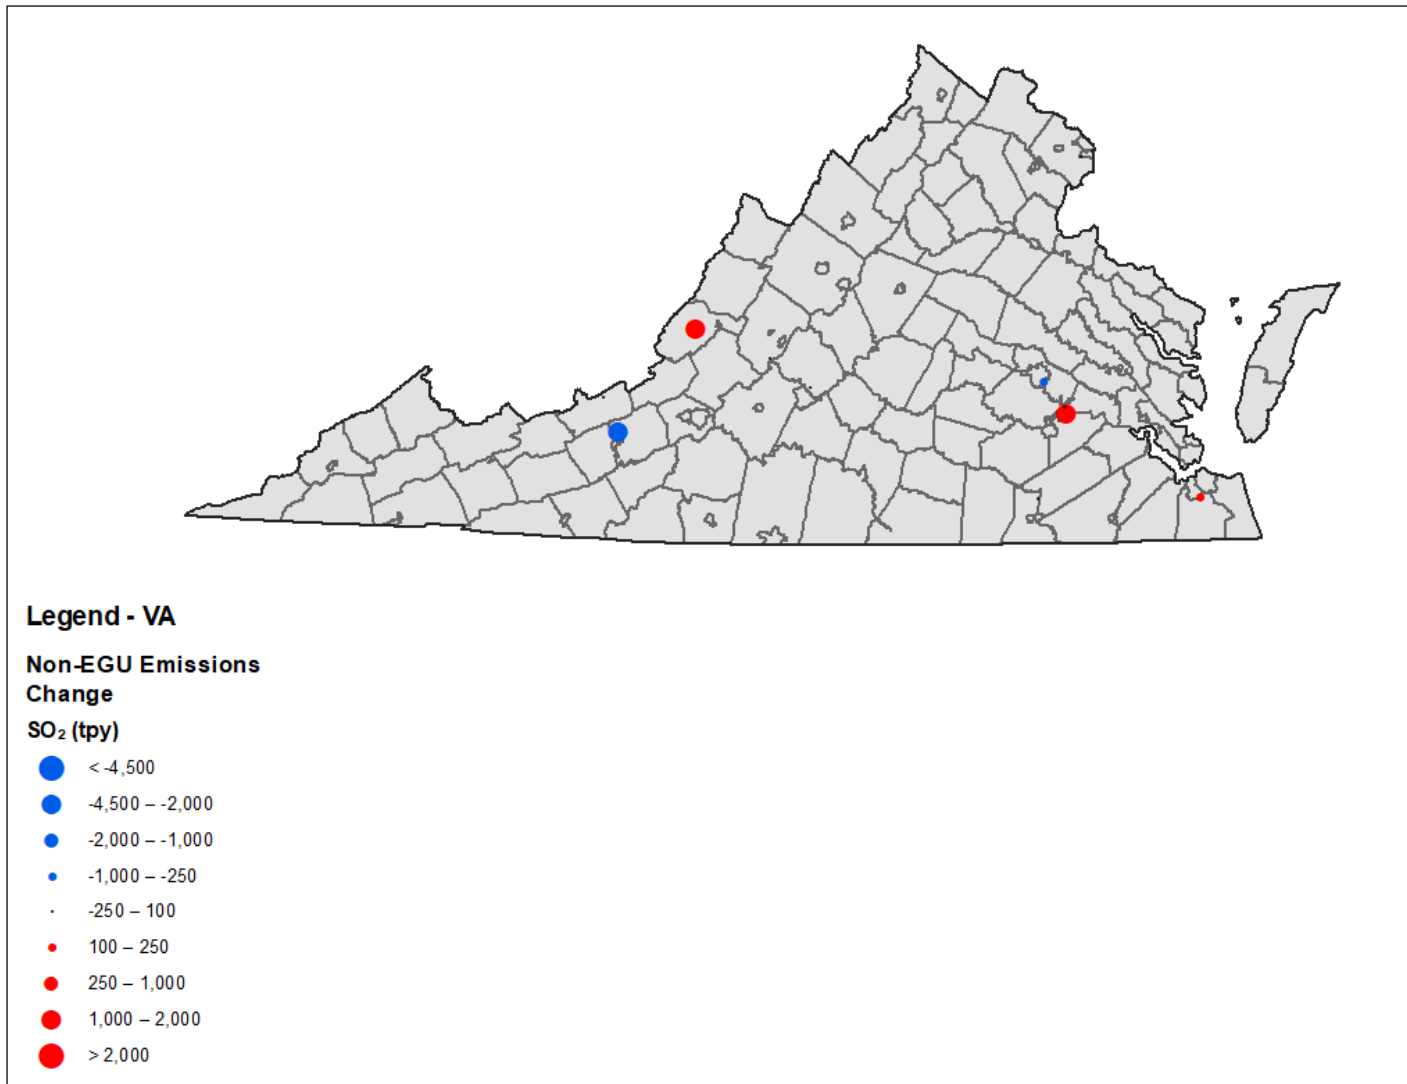 Legend - VA
Non-EGU Emissions
Change
SO₂ (tpy)
< -4,500
-4,500 – -2,000
-2,000 – -1,000
-1,000 – -250
-250 – 100
100 – 250
250 – 1,000
1,000 – 2,000
> 2,000